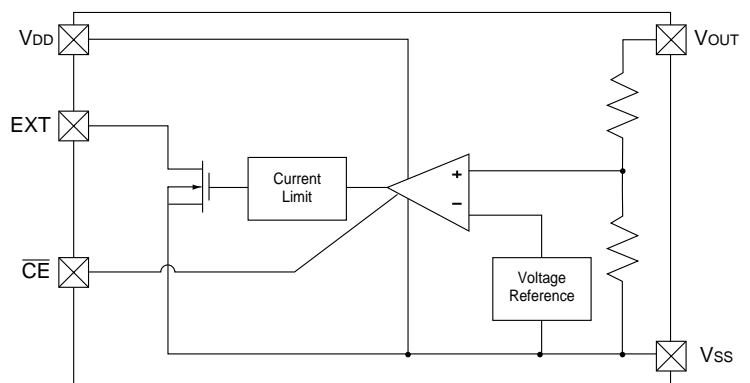 VDD
VOUT
EXT
Current
Limit
+
−
CE
Voltage
Reference
VSS